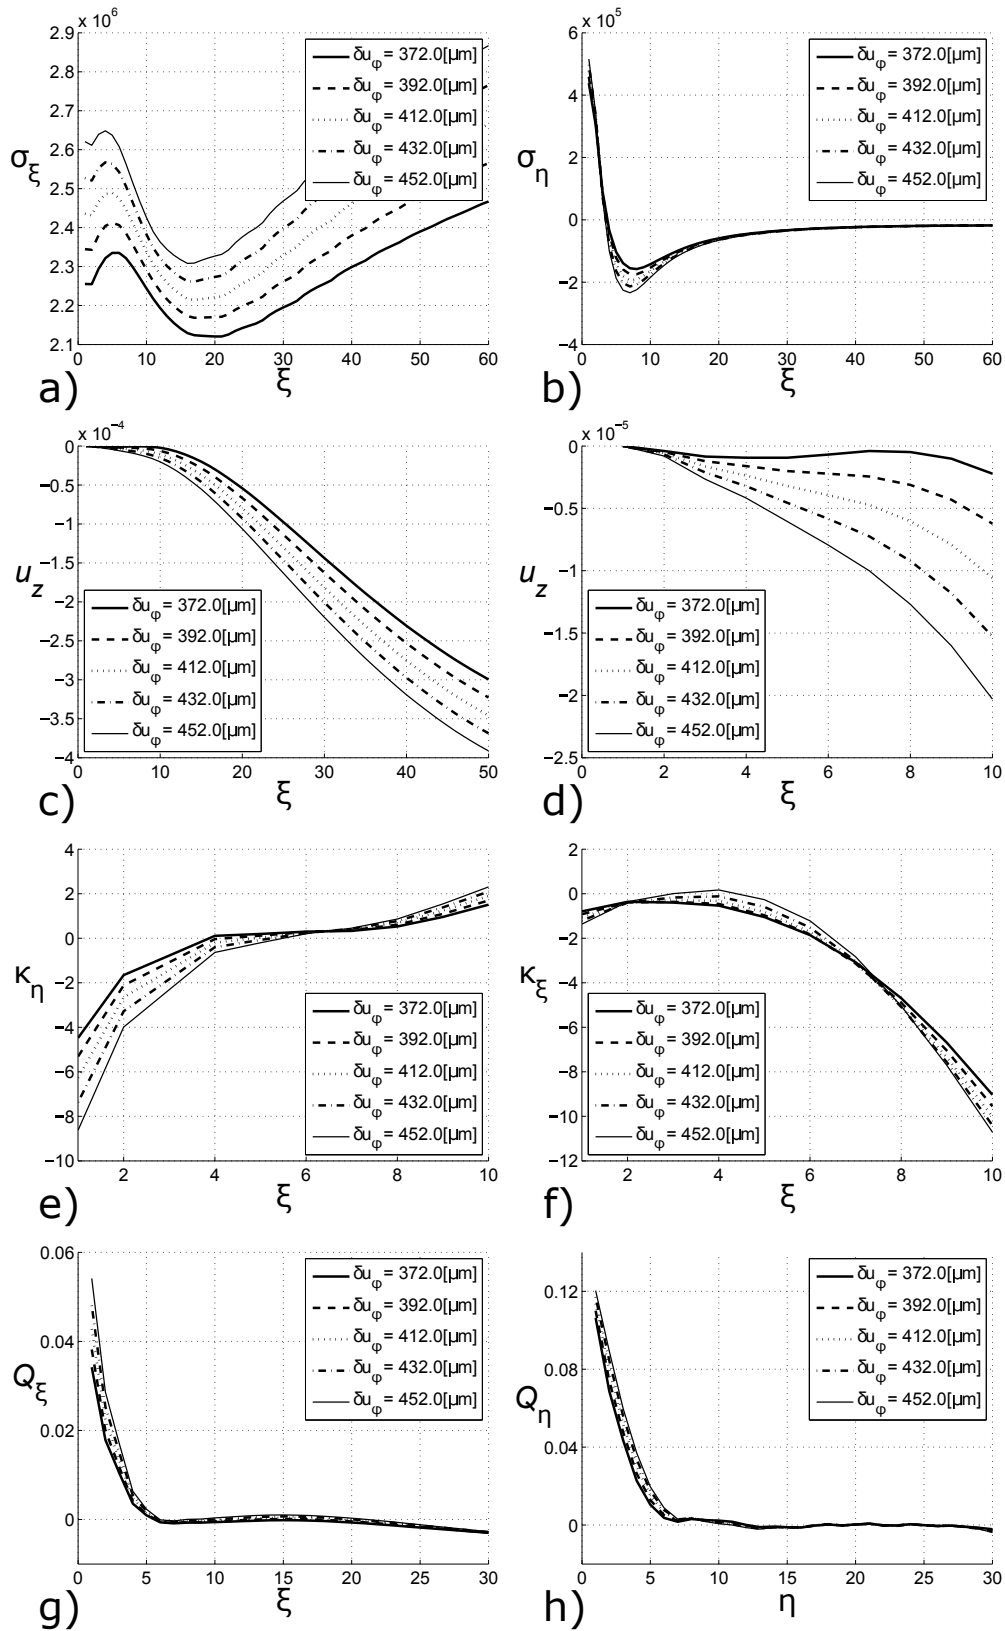 x 10⁶
2.9
2.8
2.7
2.6
2.5
2.4
2.3
2.2
2.1
σ_ξ
δu_φ = 372.0[µm]
δu_φ = 392.0[µm]
δu_φ = 412.0[µm]
δu_φ = 432.0[µm]
δu_φ = 452.0[µm]
0 10 20 30 40 50 60
ξ
a)
x 10⁵
6
4
2
0
−2
−4
σ_η
δu_φ = 372.0[µm]
δu_φ = 392.0[µm]
δu_φ = 412.0[µm]
δu_φ = 432.0[µm]
δu_φ = 452.0[µm]
0 10 20 30 40 50 60
ξ
b)
x 10⁻⁴
0
−0.5
−1
−1.5
−2
−2.5
−3
−3.5
−4
u_z
δu_φ = 372.0[µm]
δu_φ = 392.0[µm]
δu_φ = 412.0[µm]
δu_φ = 432.0[µm]
δu_φ = 452.0[µm]
0 10 20 30 40 50
ξ
c)
x 10⁻⁵
0
−0.5
−1
−1.5
−2
−2.5
u_z
δu_φ = 372.0[µm]
δu_φ = 392.0[µm]
δu_φ = 412.0[µm]
δu_φ = 432.0[µm]
δu_φ = 452.0[µm]
0 2 4 6 8 10
ξ
d)
4
2
0
−2
−4
−6
−8
−10
κ_η
δu_φ = 372.0[µm]
δu_φ = 392.0[µm]
δu_φ = 412.0[µm]
δu_φ = 432.0[µm]
δu_φ = 452.0[µm]
2 4 6 8 10
ξ
e)
2
0
−2
−4
−6
−8
−10
−12
κ_ξ
δu_φ = 372.0[µm]
δu_φ = 392.0[µm]
δu_φ = 412.0[µm]
δu_φ = 432.0[µm]
δu_φ = 452.0[µm]
2 4 6 8 10
ξ
f)
0.06
0.04
0.02
0
Q_ξ
δu_φ = 372.0[µm]
δu_φ = 392.0[µm]
δu_φ = 412.0[µm]
δu_φ = 432.0[µm]
δu_φ = 452.0[µm]
0 5 10 15 20 25 30
ξ
g)
0.12
0.08
0.04
0
Q_η
δu_φ = 372.0[µm]
δu_φ = 392.0[µm]
δu_φ = 412.0[µm]
δu_φ = 432.0[µm]
δu_φ = 452.0[µm]
0 5 10 15 20 25 30
η
h)